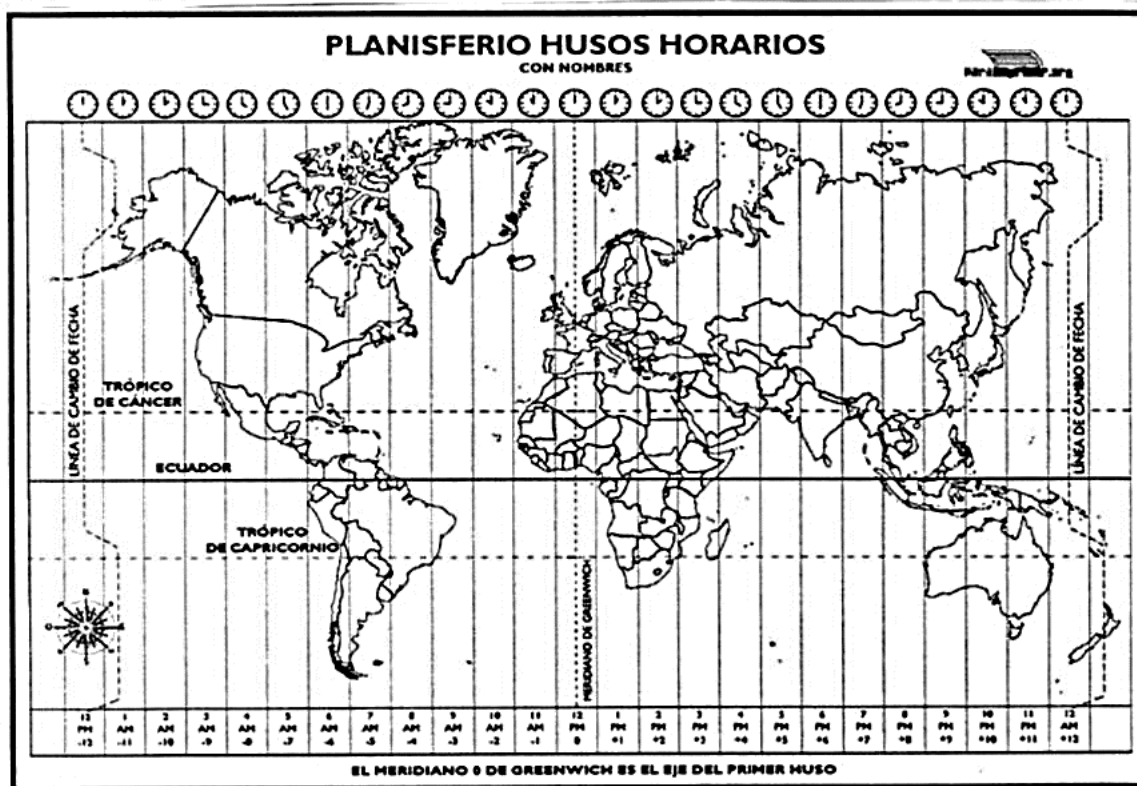 PLANISFERIO HUSOS HORARIOS
CON NOMBRES
LINEA DE CAMBIO DE FECHA
TRÓPICO
DE CÁNCER
ECUADOR
TRÓPICO
DE CAPRICORNIO
MERIDIANO DE GREENWICH
LINEA DE CAMBIO DE FECHA
12 1 2 3 4 5 6 7 8 9 10 11 12 1 2 3 4 5 6 7 8 9 10 11 12
PM AM AM AM AM AM AM AM AM AM AM AM PM PM PM PM PM PM PM PM PM PM PM PM PM
-12 -11 -10 -9 -8 -7 -6 -5 -4 -3 -2 -1 0 +1 +2 +3 +4 +5 +6 +7 +8 +9 +10 +11 +12
EL MERIDIANO 0 DE GREENWICH ES EL EJE DEL PRIMER HUSO